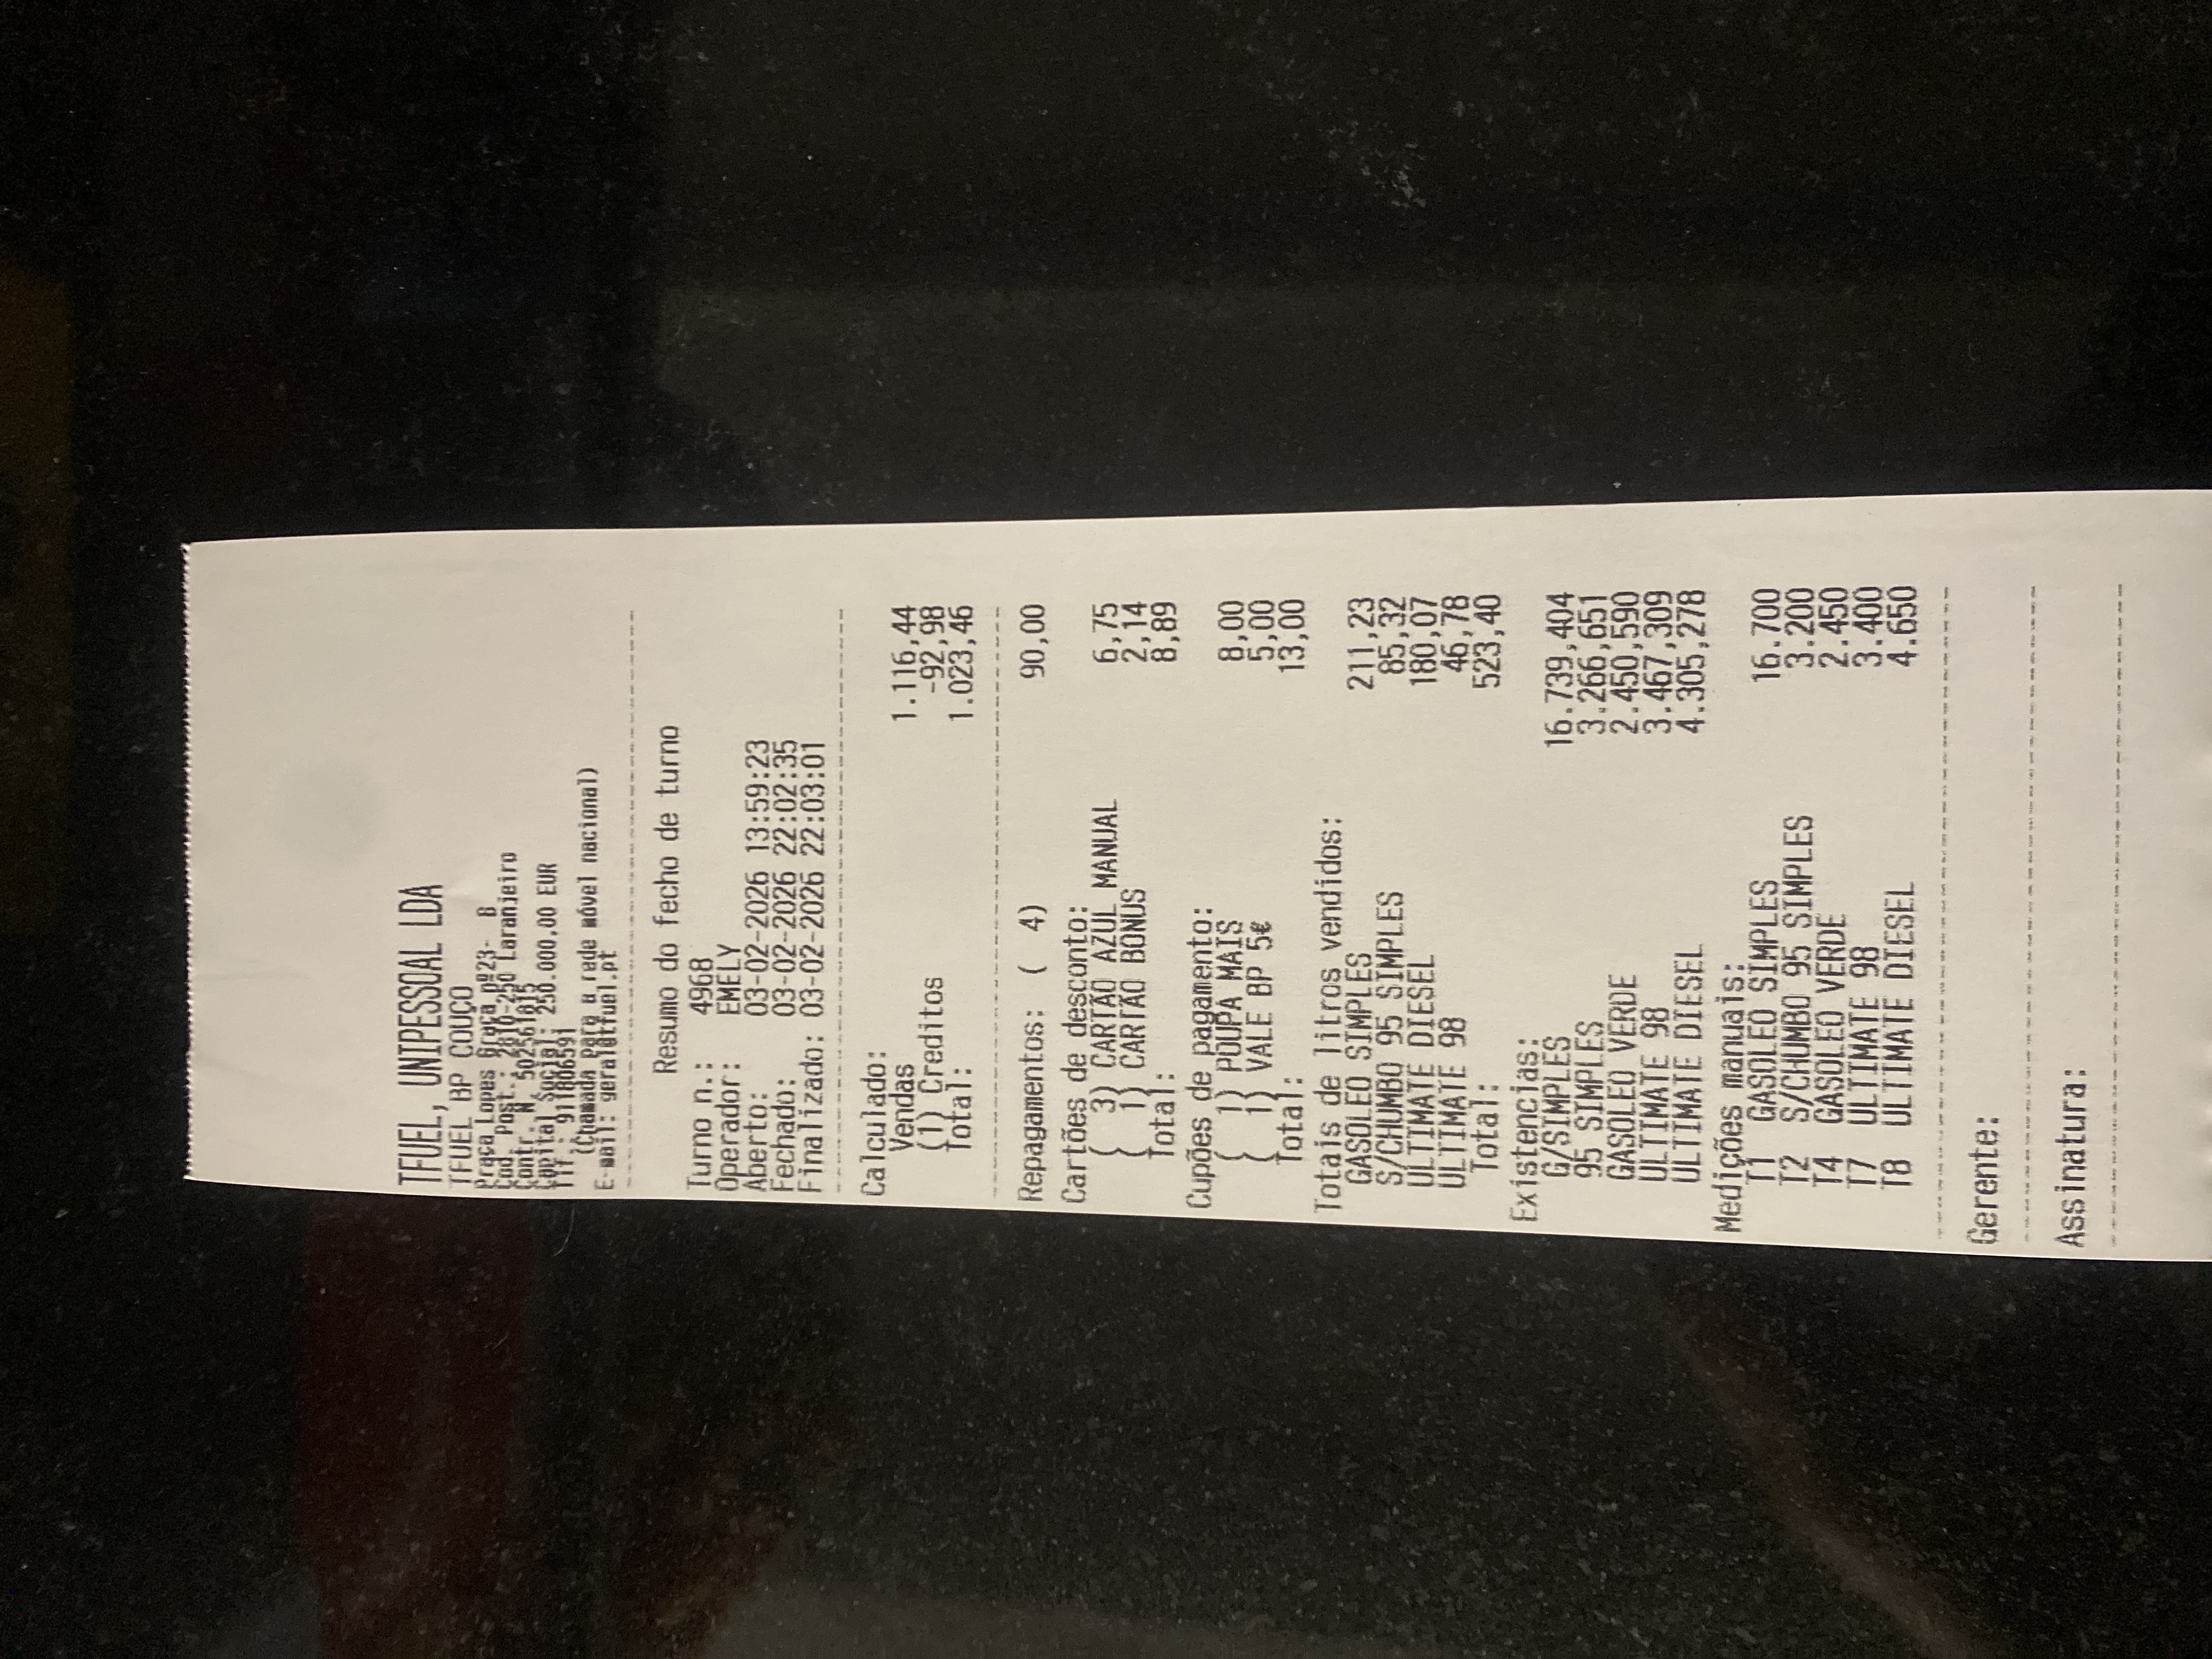 TFUEL, UNIPESSOAL LDA
TFUEL BP COUÇO
Praça Lopes Graça nº23- B
Cod. Post.: 2810-250 Laranjeiro
Contr. N. 502561815
Capital Social: 250.000,00 EUR
Tlf.: 911806591
(Chamada para a rede móvel nacional)
E-mail: geral@tfuel.pt
Resumo do fecho de turno
Turno n.: 4968
Operador: EMELY
Aberto: 03-02-2026 13:59:23
Fechado: 03-02-2026 22:02:35
Finalizado: 03-02-2026 22:03:01
Calculado:
Vendas 1.116,44
(1) Creditos -92,98
Total: 1.023,46
Repagamentos: ( 4) 90,00
Cartões de desconto:
( 3) CARTÃO AZUL MANUAL 6,75
( 1) CARTÃO BONUS 2,14
Total: 8,89
Cupões de pagamento:
( 1) POUPA MAIS 8,00
( 1) VALE BP 5€ 5,00
Total: 13,00
Totais de litros vendidos:
GASOLEO SIMPLES 211,23
S/CHUMBO 95 SIMPLES 85,32
ULTIMATE DIESEL 180,07
ULTIMATE 98 46,78
Total: 523,40
Existencias:
G/SIMPLES 16.739,404
95 SIMPLES 3.266,651
GASOLEO VERDE 2.450,590
ULTIMATE 98 3.467,309
ULTIMATE DIESEL 4.305,278
Medições manuais:
T1 GASOLEO SIMPLES 16.700
T2 S/CHUMBO 95 SIMPLES 3.200
T4 GASOLEO VERDE 2.450
T7 ULTIMATE 98 3.400
T8 ULTIMATE DIESEL 4.650
Gerente:
Assinatura: